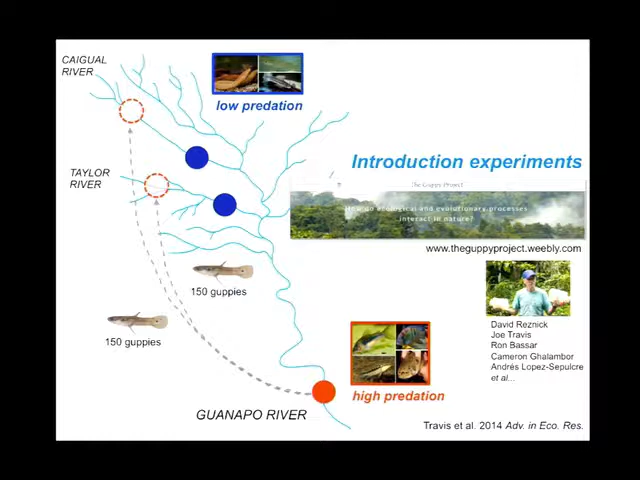 CAIGUAL
RIVER
low predation
Introduction experiments
TAYLOR
RIVER
The Guppy Project
How do ecological and evolutionary processes
interact in nature?
www.theguppyproject.weebly.com
150 guppies
150 guppies
David Reznick
Joe Travis
Ron Bassar
Cameron Ghalambor
Andrés Lopez-Sepulcre
et al...
high predation
GUANAPO RIVER
Travis et al. 2014 Adv. in Eco. Res.